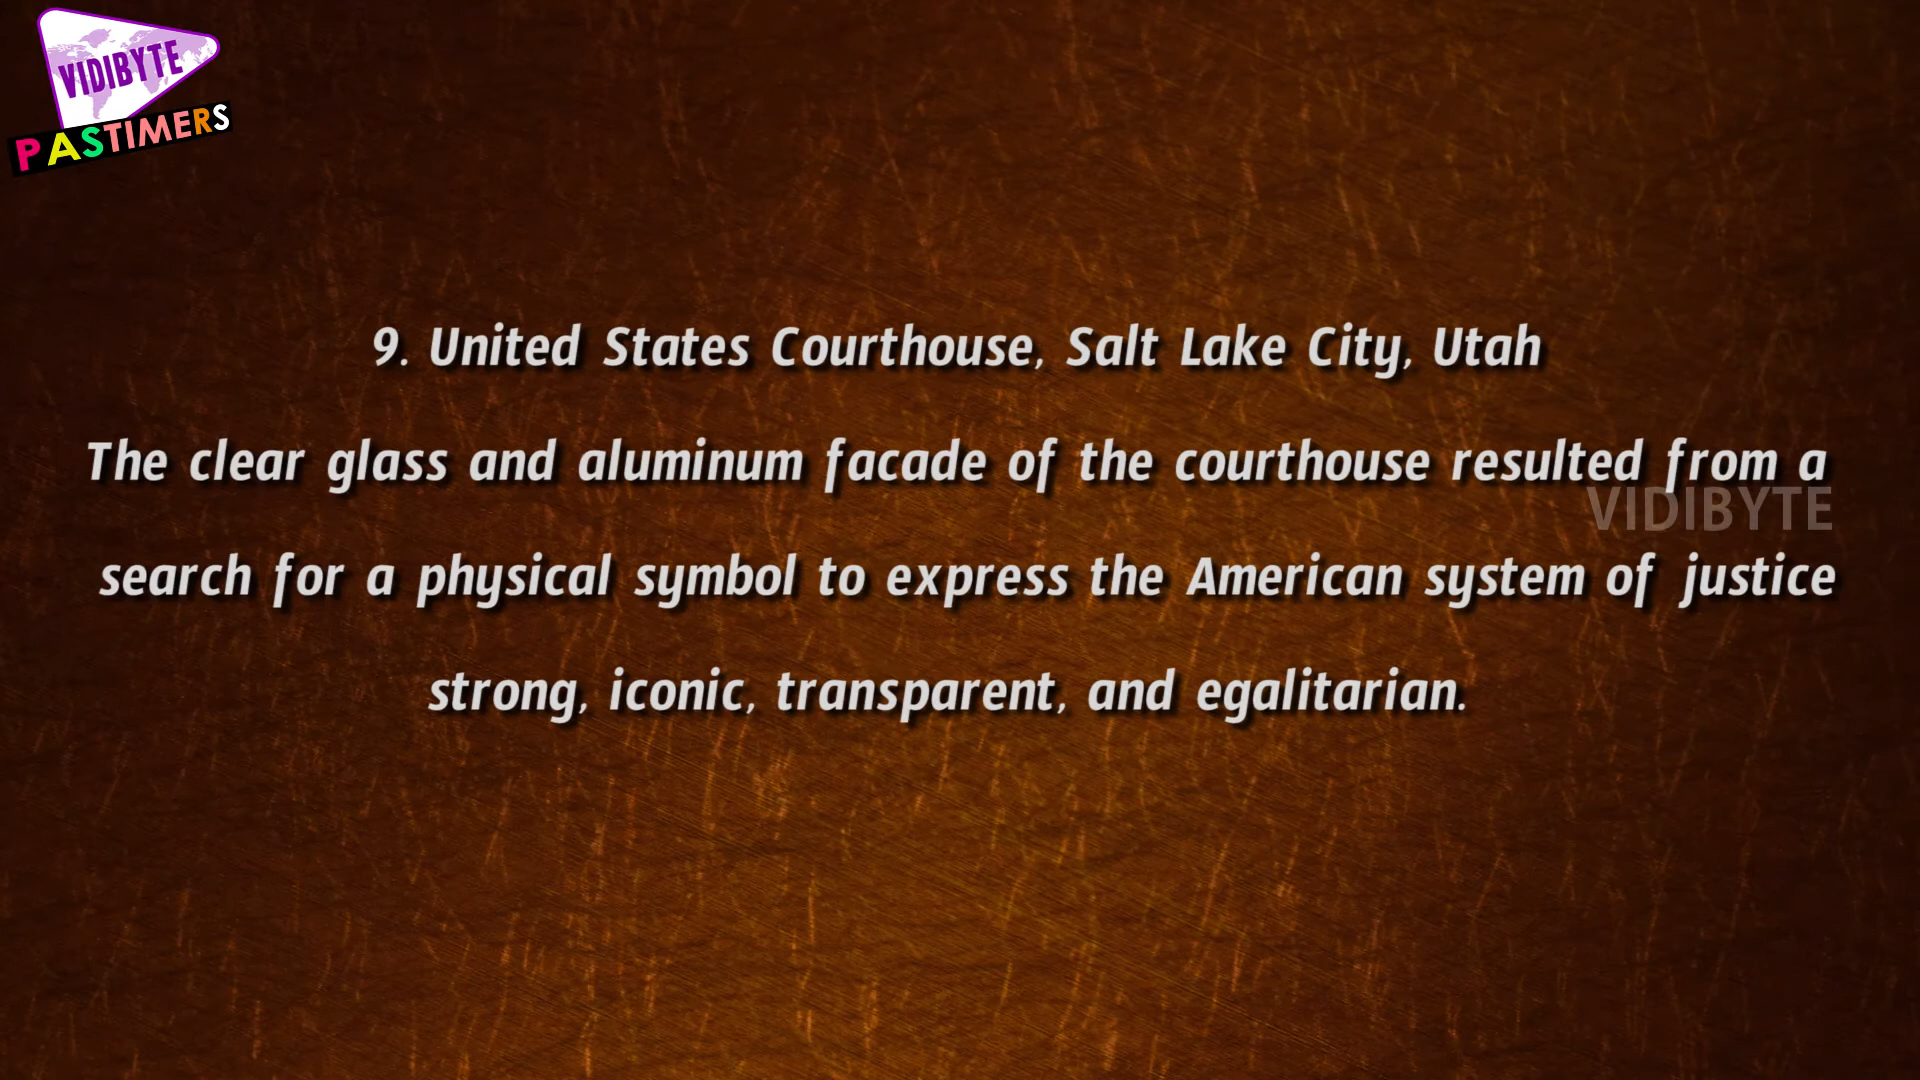 VIDIBYTE
PASTIMERS
9. United States Courthouse, Salt Lake City, Utah
The clear glass and aluminum facade of the courthouse resulted from a
VIDIBYTE
search for a physical symbol to express the American system of justice
strong, iconic, transparent, and egalitarian.